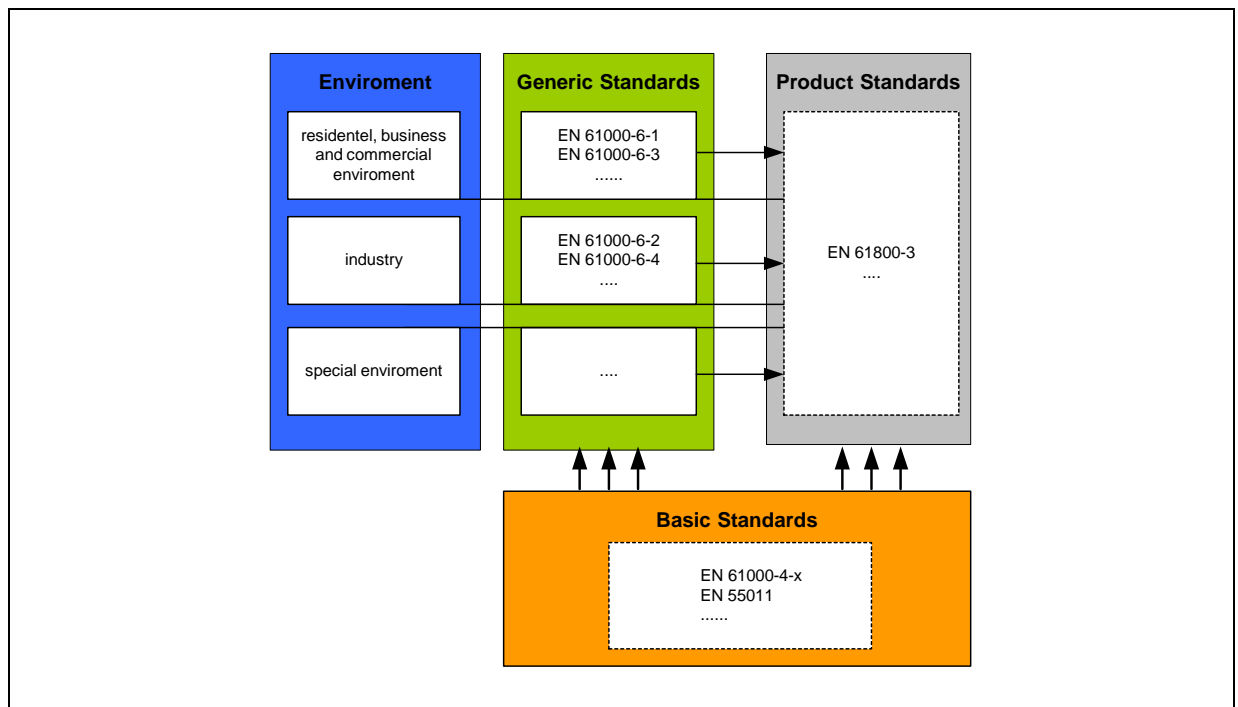 Enviroment
residentel, business
and commercial
enviroment
industry
special enviroment
Generic Standards
EN 61000-6-1
EN 61000-6-3
......
EN 61000-6-2
EN 61000-6-4
....
....
Product Standards
EN 61800-3
....
Basic Standards
EN 61000-4-x
EN 55011
......